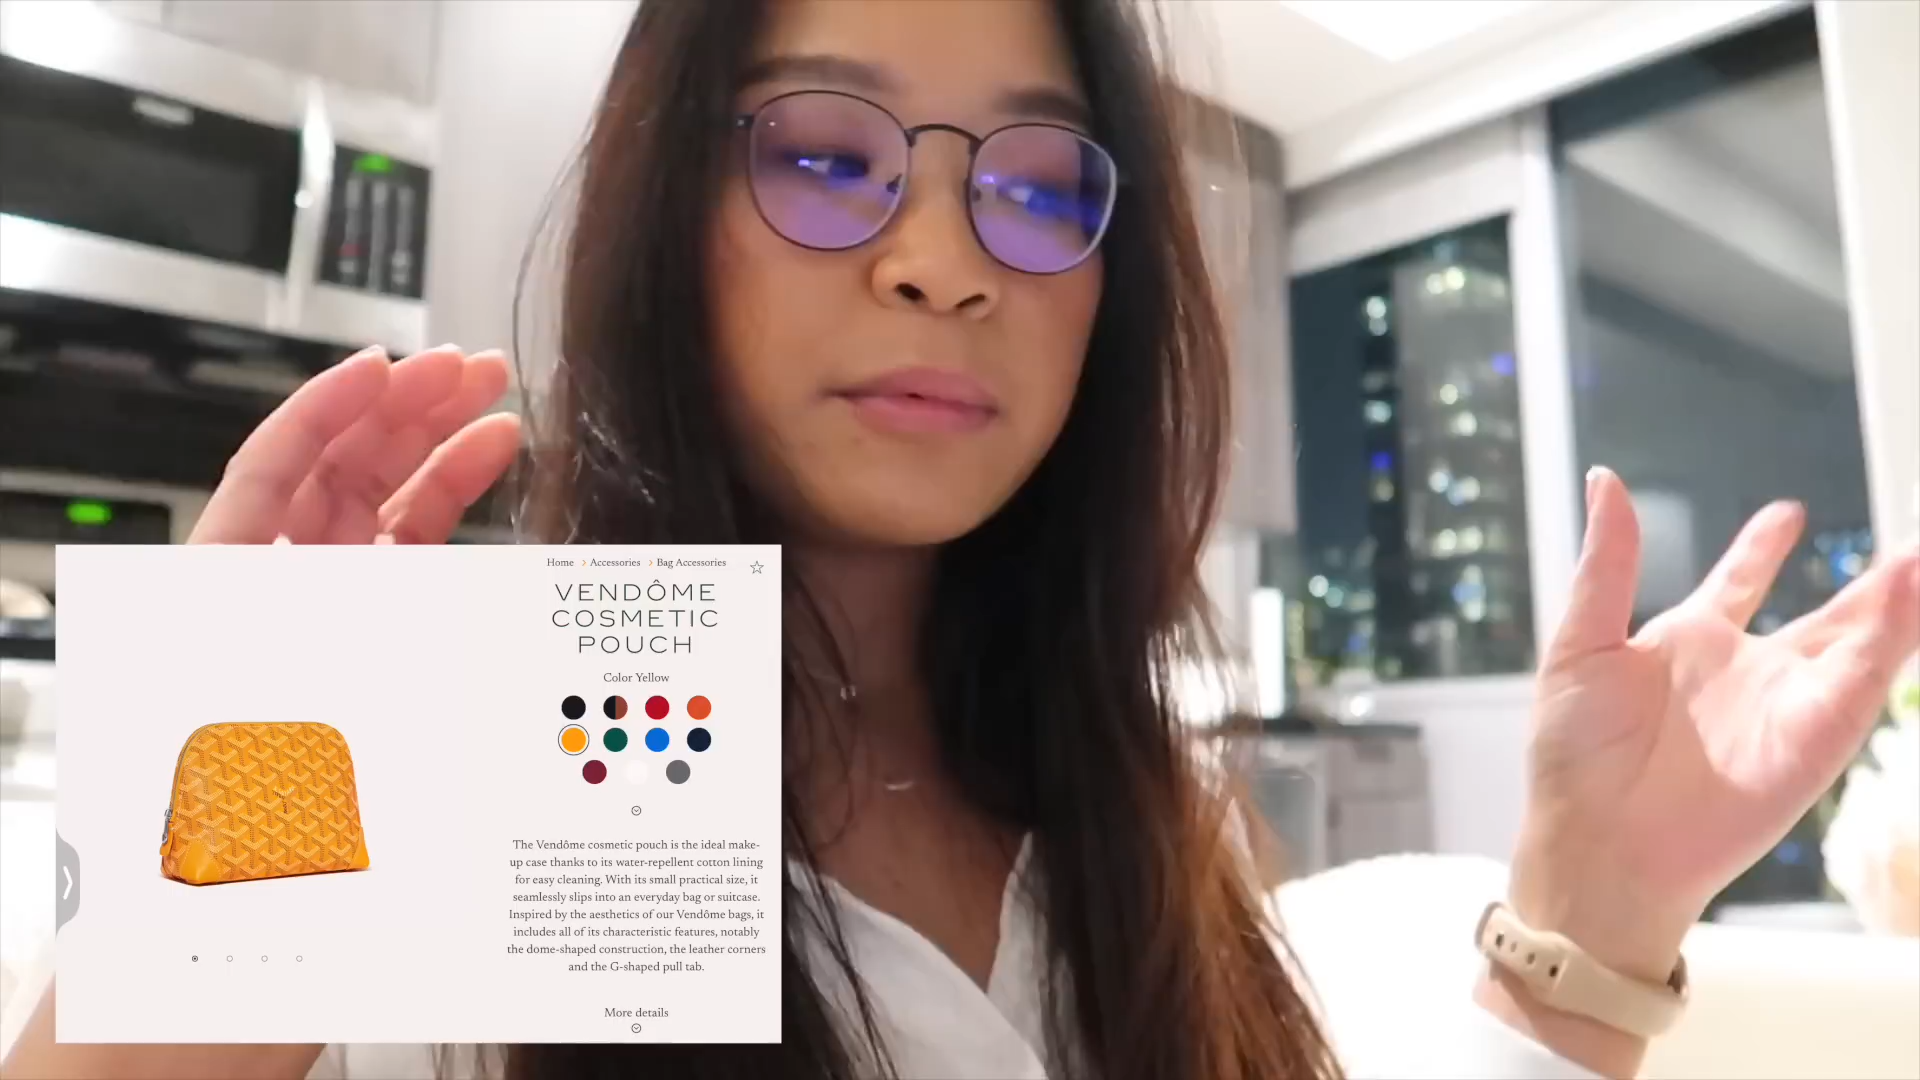 Home > Accessories > Bag Accessories
VENDÔME
COSMETIC
POUCH
Color Yellow
The Vendôme cosmetic pouch is the ideal make-
up case thanks to its water-repellent cotton lining
for easy cleaning. With its small practical size, it
seamlessly slips into an everyday bag or suitcase.
Inspired by the aesthetics of our Vendôme bags, it
includes all of its characteristic features, notably
the dome-shaped construction, the leather corners
and the G-shaped pull tab.
More details